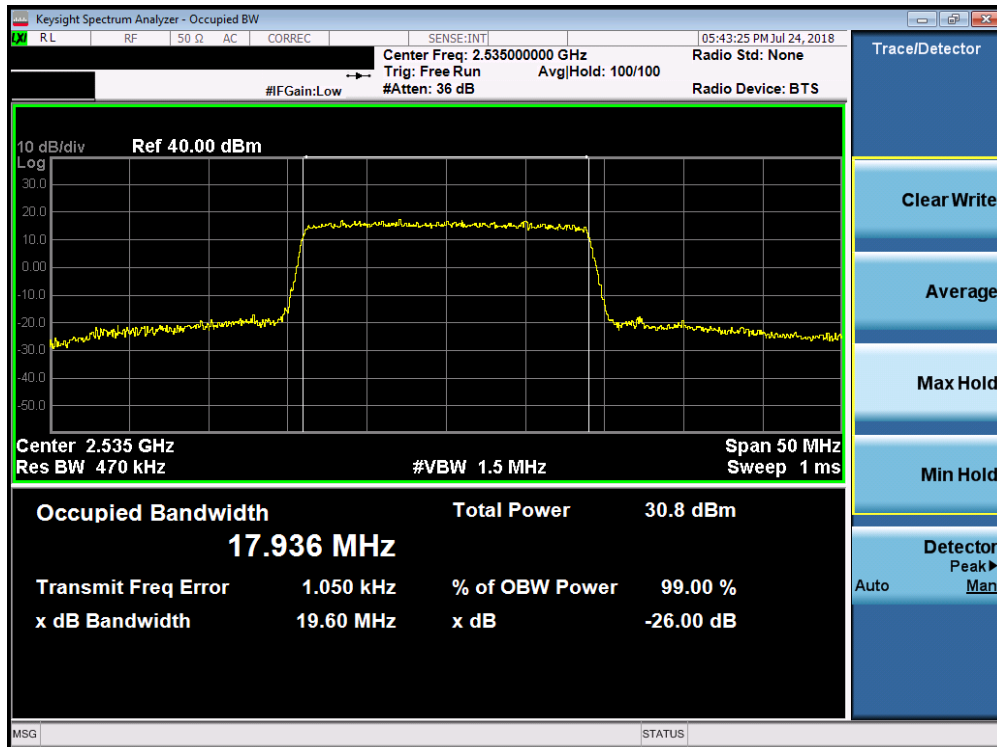 Keysight Spectrum Analyzer - Occupied BW
LXI RL RF 50 Ω AC CORREC SENSE:INT 05:43:25 PM Jul 24, 2018
Center Freq: 2.535000000 GHz Radio Std: None
Trig: Free Run Avg|Hold: 100/100
#IFGain:Low #Atten: 36 dB Radio Device: BTS
10 dB/div Ref 40.00 dBm
Log
30.0
20.0
10.0
0.00
-10.0
-20.0
-30.0
-40.0
-50.0
Center 2.535 GHz Span 50 MHz
Res BW 470 kHz #VBW 1.5 MHz Sweep 1 ms
Occupied Bandwidth Total Power 30.8 dBm
17.936 MHz
Transmit Freq Error 1.050 kHz % of OBW Power 99.00 %
x dB Bandwidth 19.60 MHz x dB -26.00 dB
MSG STATUS
Trace/Detector
Clear Write
Average
Max Hold
Min Hold
Detector
Peak▶
Auto Man